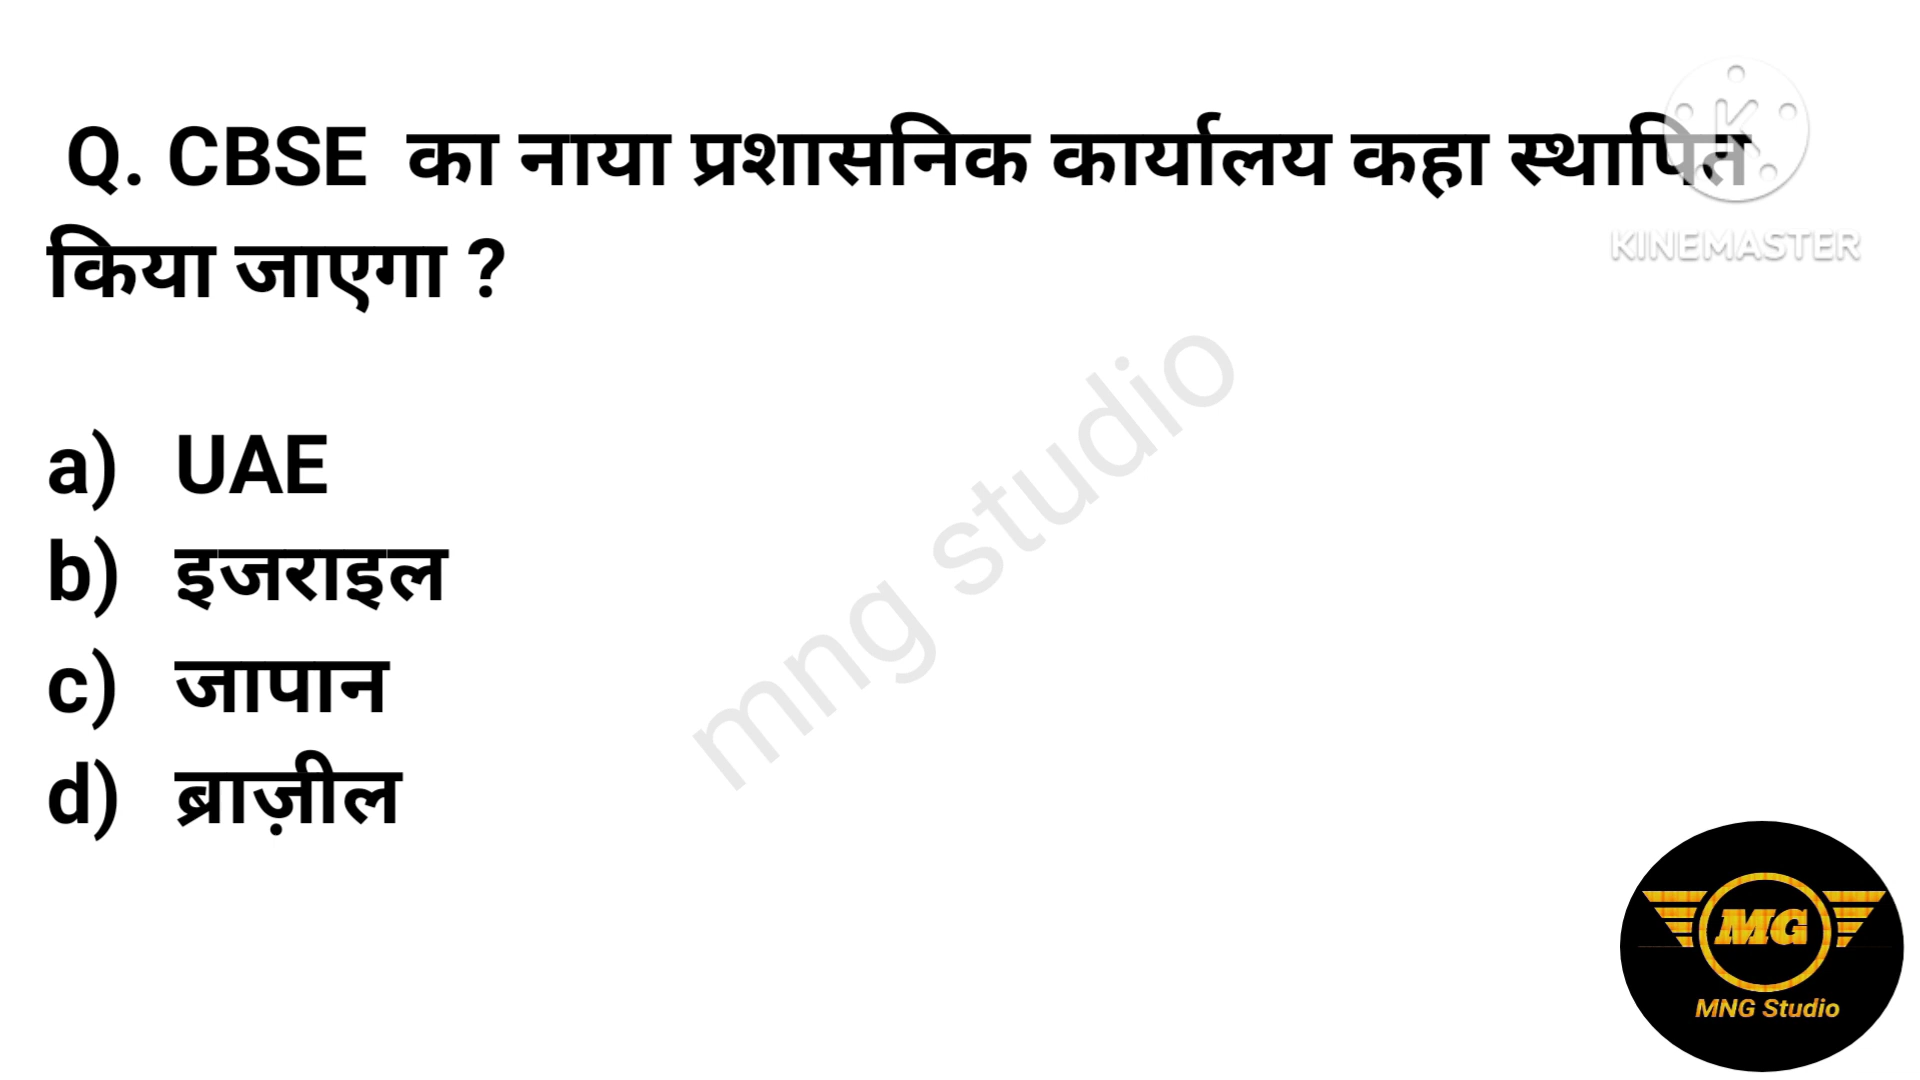 Q. CBSE का नाया प्रशासनिक कार्यालय कहा स्थापित
किया जाएगा ?
KINEMASTER
a) UAE
b) इजराइल
c) जापान
d) ब्राज़ील
mng studio
MG
MNG Studio